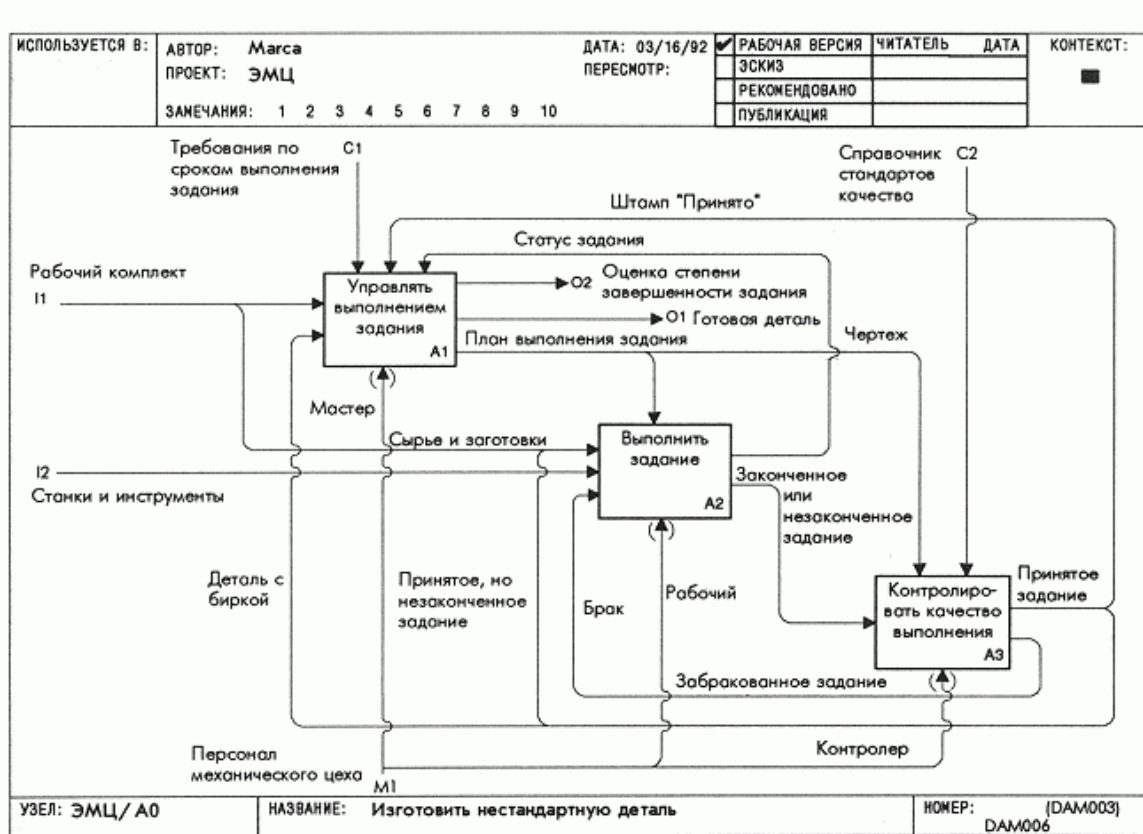 ИСПОЛЬЗУЕТСЯ В:
АВТОР: Marca
ДАТА: 03/16/92
✔ РАБОЧАЯ ВЕРСИЯ
ЧИТАТЕЛЬ ДАТА
КОНТЕКСТ:
ПРОЕКТ: ЭМЦ
ПЕРЕСМОТР:
ЭСКИЗ
РЕКОМЕНДОВАНО
ЗАМЕЧАНИЯ: 1 2 3 4 5 6 7 8 9 10
ПУБЛИКАЦИЯ
Требования по
срокам выполнения
задания
C1
Справочник
стандартов
качества
C2
Штамп "Принято"
Статус задания
Рабочий комплект
I1
Управлять
выполнением
задания
A1
O2
Оценка степени
завершенности задания
O1 Готовая деталь
План выполнения задания
Чертеж
Мастер
Сырье и заготовки
Выполнить
задание
A2
I2
Станки и инструменты
Законченное
или
незаконченное
задание
Деталь с
биркой
Принятое, но
незаконченное
задание
Брак
Рабочий
Контролиро-
вать качество
выполнения
A3
Принятое
задание
Забракованное задание
Персонал
механического цеха
M1
Контролер
УЗЕЛ: ЭМЦ/A0
НАЗВАНИЕ: Изготовить нестандартную деталь
НОМЕР: (DAM003)
DAM006